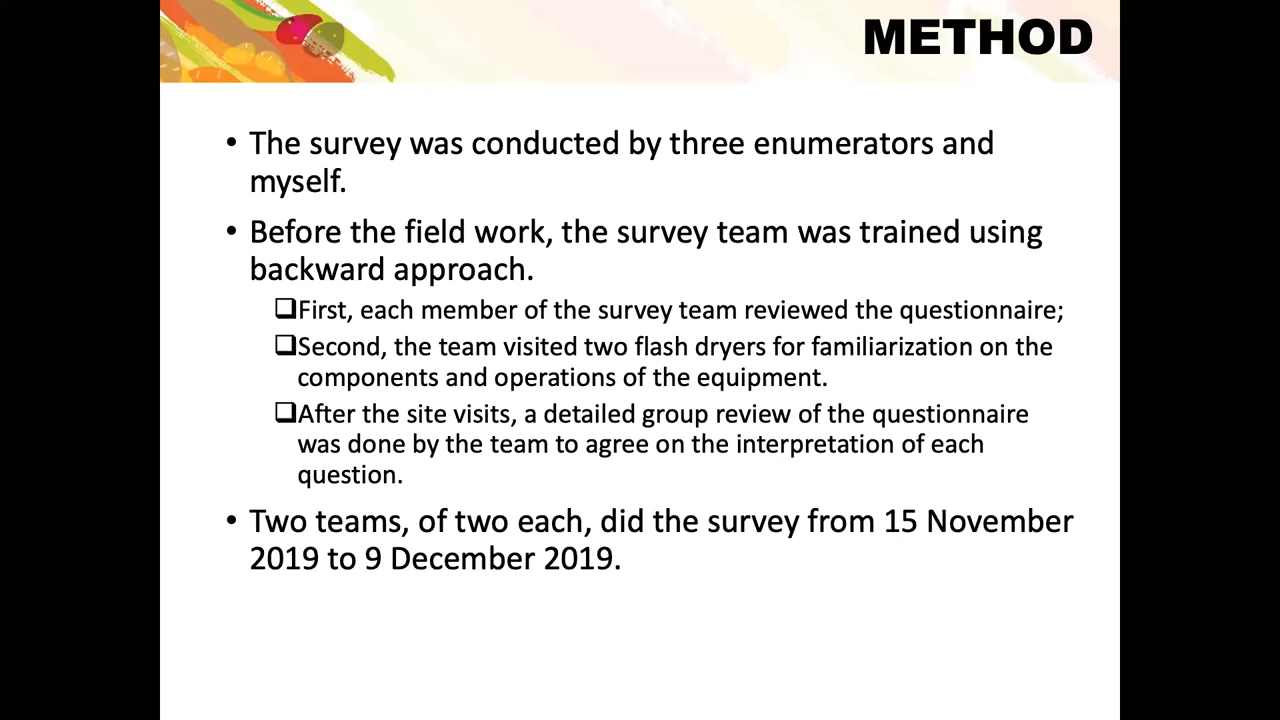 METHOD
• The survey was conducted by three enumerators and
myself.
• Before the field work, the survey team was trained using
backward approach.
❑First, each member of the survey team reviewed the questionnaire;
❑Second, the team visited two flash dryers for familiarization on the
components and operations of the equipment.
❑After the site visits, a detailed group review of the questionnaire
was done by the team to agree on the interpretation of each
question.
• Two teams, of two each, did the survey from 15 November
2019 to 9 December 2019.